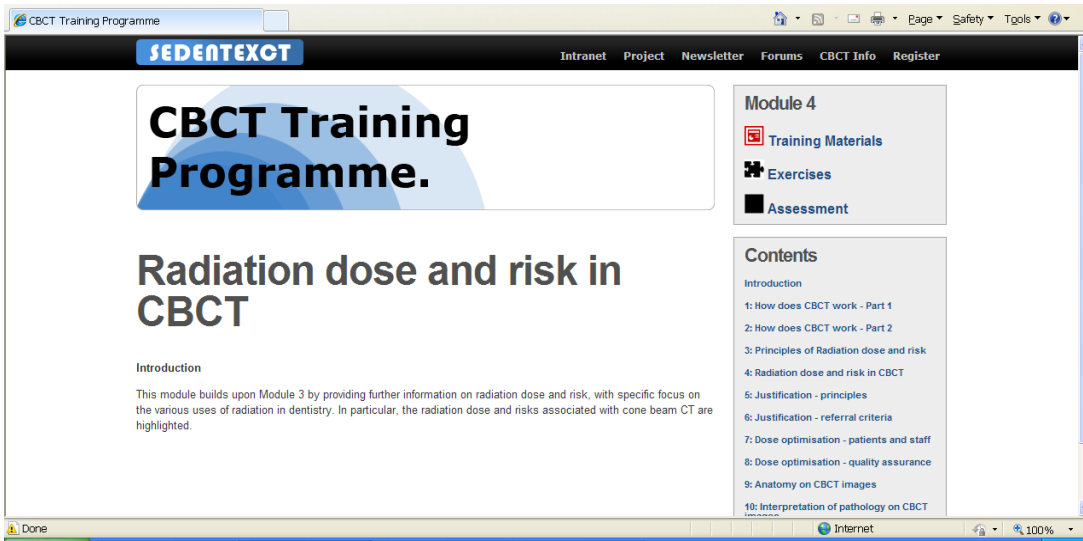 CBCT Training Programme
Page
Safety
Tools
SEDENTEXCT
Intranet Project Newsletter Forums CBCT Info Register
CBCT Training
Programme.
Radiation dose and risk in
CBCT
Introduction
This module builds upon Module 3 by providing further information on radiation dose and risk, with specific focus on
the various uses of radiation in dentistry. In particular, the radiation dose and risks associated with cone beam CT are
highlighted.
Module 4
Training Materials
Exercises
Assessment
Contents
Introduction
1: How does CBCT work - Part 1
2: How does CBCT work - Part 2
3: Principles of Radiation dose and risk
4: Radiation dose and risk in CBCT
5: Justification - principles
6: Justification - referral criteria
7: Dose optimisation - patients and staff
8: Dose optimisation - quality assurance
9: Anatomy on CBCT images
10: Interpretation of pathology on CBCT
images
Done
Internet
100%